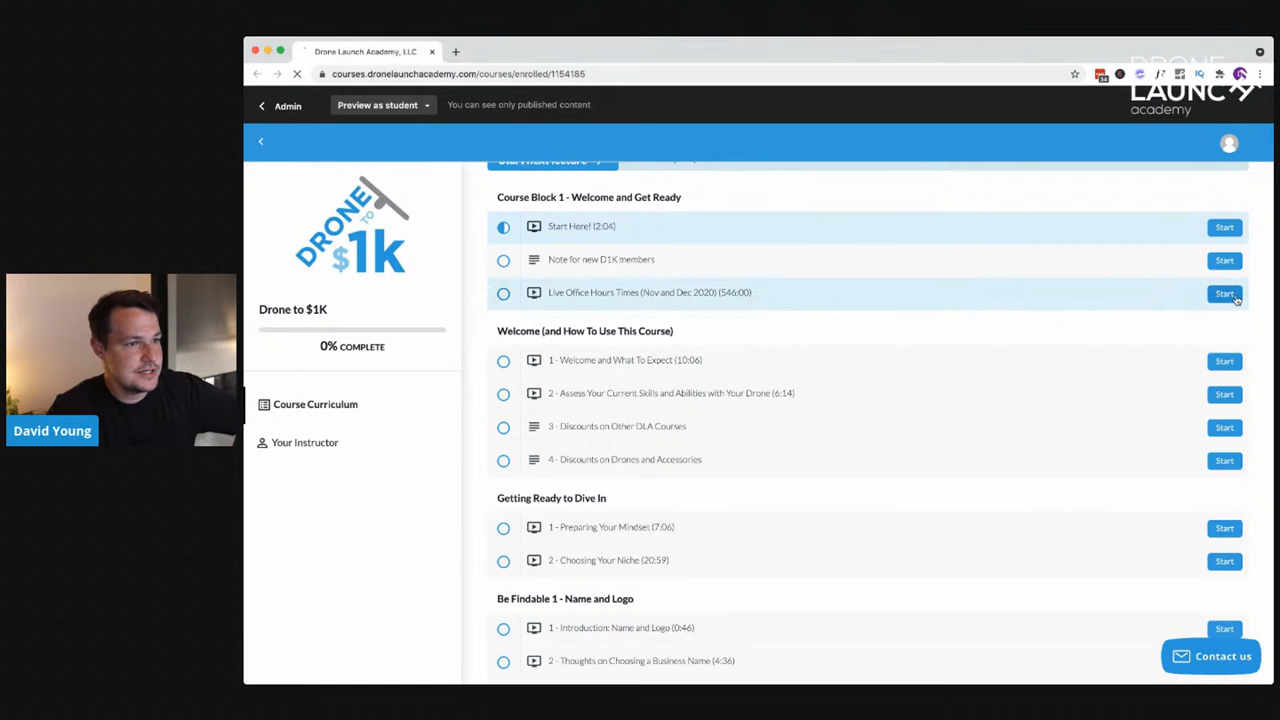 Drone Launch Academy, LLC
courses.dronelaunchacademy.com/courses/enrolled/1154185
DRONE
LAUNCH
academy
Admin
Preview as student
You can see only published content
Start next lecture
DRONE
TO
$1k
Drone to $1K
0% COMPLETE
Course Curriculum
Your Instructor
Course Block 1 - Welcome and Get Ready
Start Here! (2:04)
Start
Note for new D1K members
Start
Live Office Hours Times (Nov and Dec 2020) (546:00)
Start
Welcome (and How To Use This Course)
1 - Welcome and What To Expect (10:06)
Start
2 - Assess Your Current Skills and Abilities with Your Drone (6:14)
Start
3 - Discounts on Other DLA Courses
Start
4 - Discounts on Drones and Accessories
Start
Getting Ready to Dive In
1 - Preparing Your Mindset (7:06)
Start
2 - Choosing Your Niche (20:59)
Start
Be Findable 1 - Name and Logo
1 - Introduction: Name and Logo (0:46)
Start
2 - Thoughts on Choosing a Business Name (4:36)
Contact us
David Young